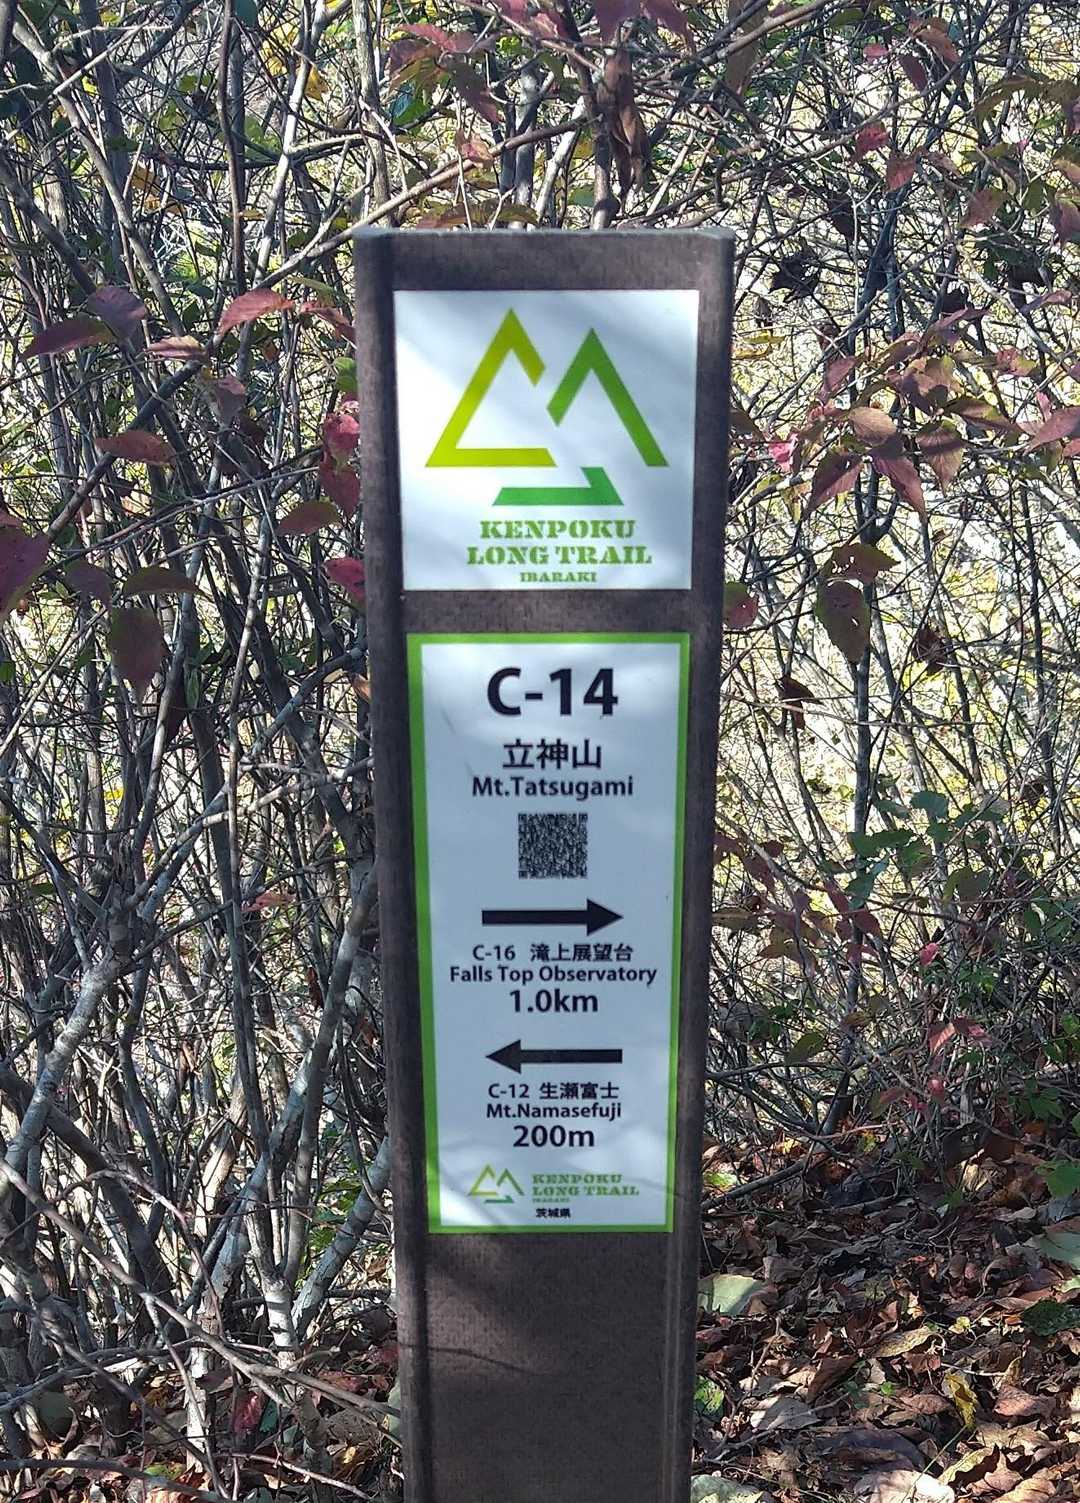 KENPOKU
LONG TRAIL
IBARAKI
C-14
立神山
Mt.Tatsugami
C-16 滝上展望台
Falls Top Observatory
1.0km
C-12 生瀬富士
Mt.Namasefuji
200m
KENPOKU
LONG TRAIL
IBARAKI
茨城県